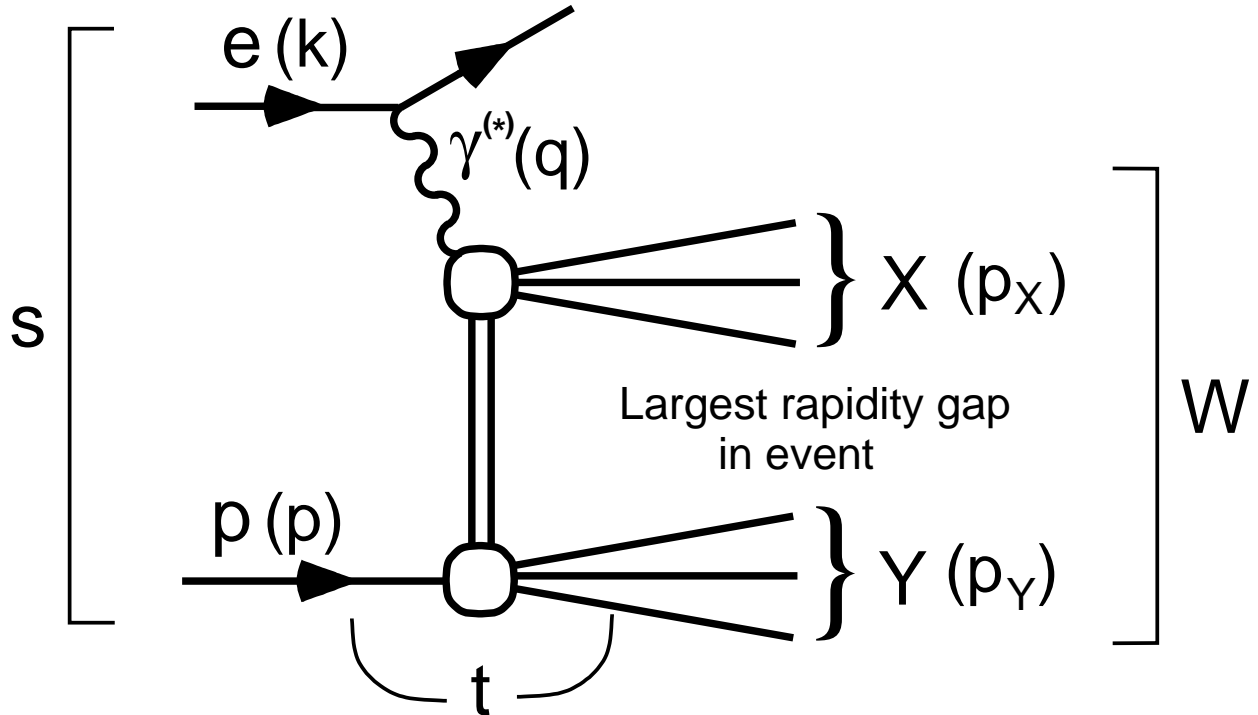 e (k)
γ(*)(q)
s
X (pX)
Largest rapidity gap
in event
W
p (p)
Y (pY)
t